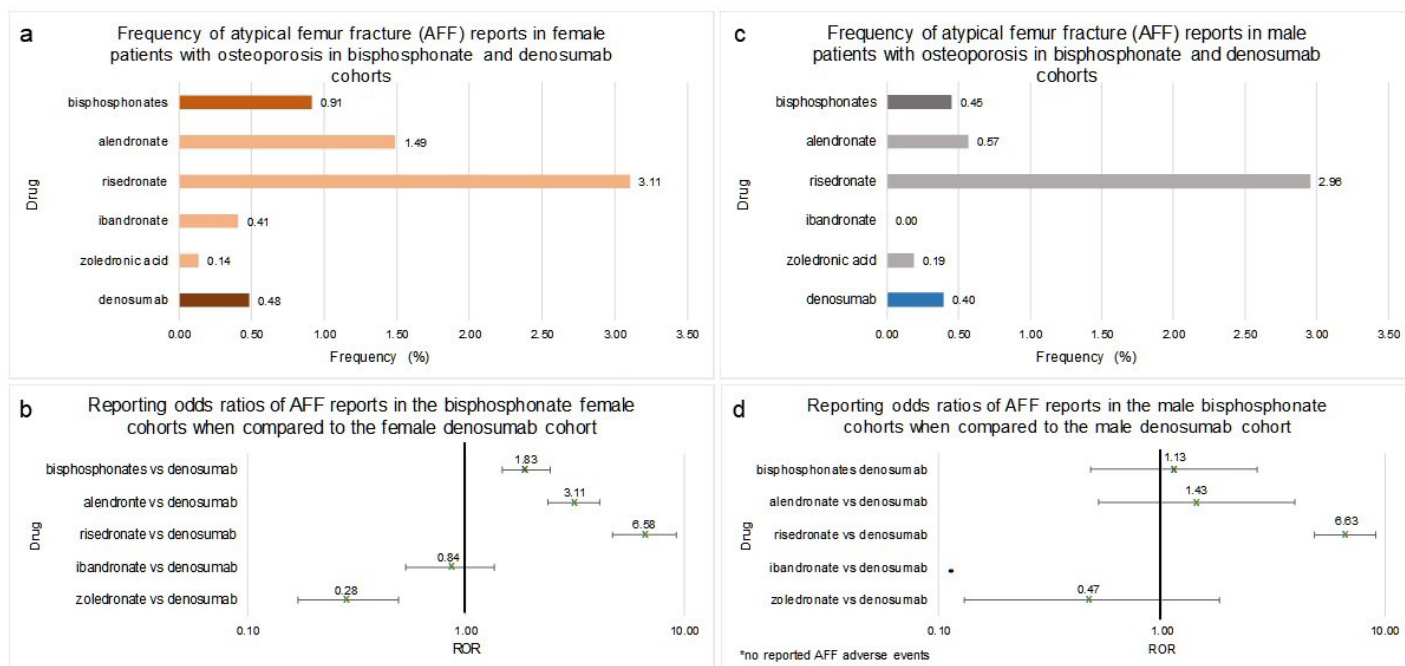 a
Frequency of atypical femur fracture (AFF) reports in female
patients with osteoporosis in bisphosphonate and denosumab
cohorts
Drug
bisphosphonates 0.91
alendronate 1.49
risedronate 3.11
ibandronate 0.41
zoledronic acid 0.14
denosumab 0.48
0.00 0.50 1.00 1.50 2.00 2.50 3.00 3.50
Frequency (%)
c
Frequency of atypical femur fracture (AFF) reports in male
patients with osteoporosis in bisphosphonate and denosumab
cohorts
Drug
bisphosphonates 0.45
alendronate 0.57
risedronate 2.96
ibandronate 0.00
zoledronic acid 0.19
denosumab 0.40
0.00 0.50 1.00 1.50 2.00 2.50 3.00 3.50
Frequency (%)
b
Reporting odds ratios of AFF reports in the bisphosphonate female
cohorts when compared to the female denosumab cohort
Drug
bisphosphonates vs denosumab 1.83
alendronte vs denosumab 3.11
risedronate vs denosumab 6.58
ibandronate vs denosumab 0.84
zoledronate vs denosumab 0.28
0.10 1.00 10.00
ROR
d
Reporting odds ratios of AFF reports in the male bisphosphonate
cohorts when compared to the male denosumab cohort
Drug
bisphosphonates denosumab 1.13
alendronate vs denosumab 1.43
risedronate vs denosumab 6.63
ibandronate vs denosumab *
zoledronate vs denosumab 0.47
0.10 1.00 10.00
ROR
*no reported AFF adverse events